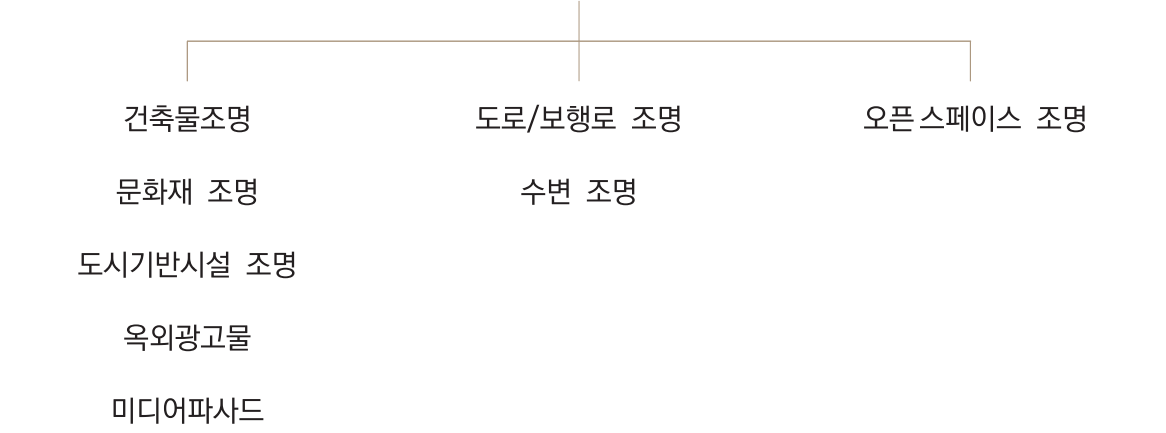 건축물조명
문화재 조명
도시기반시설 조명
옥외광고물
미디어파사드
도로/보행로 조명
수변 조명
오픈스페이스 조명